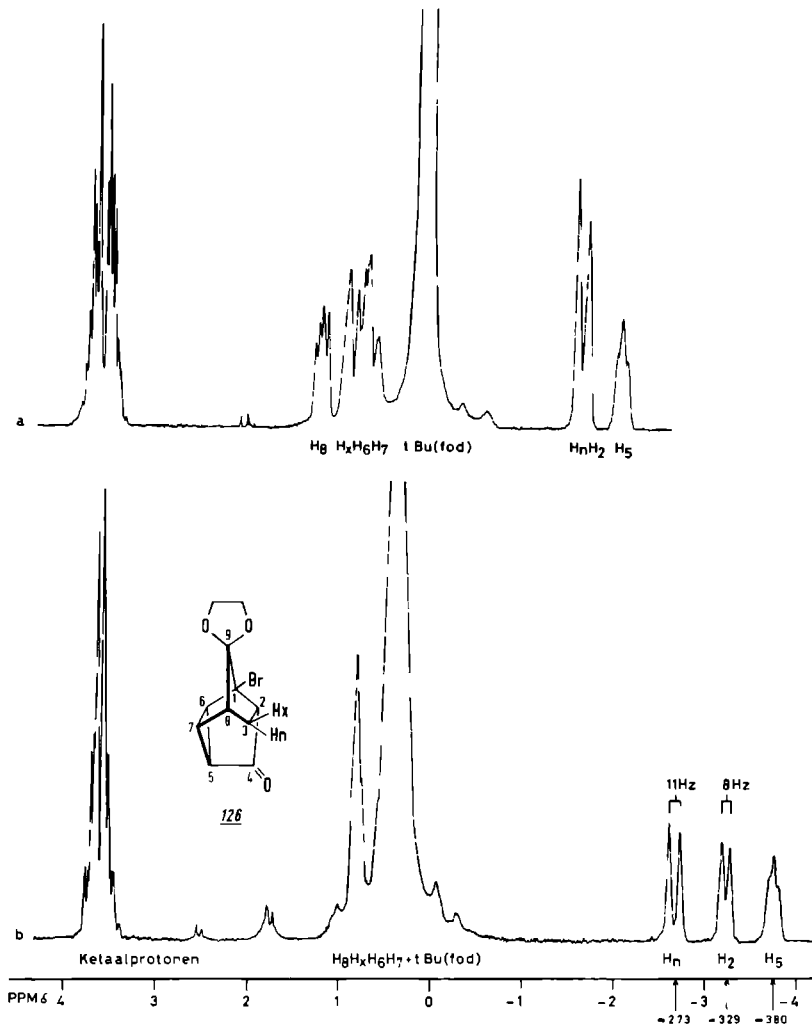 a
H8 HxH6H7 tBu(fod) HnH2 H5
O O
9
Br
6 1 2
Hx
7 8 3
Hn
5 4
O
126
11Hz 8Hz
b
Ketaalprotonen H8HxH6H7+tBu(fod) Hn H2 H5
PPMδ 4 3 2 1 0 -1 -2 -3 -4
≈273 ≈329 ≈380